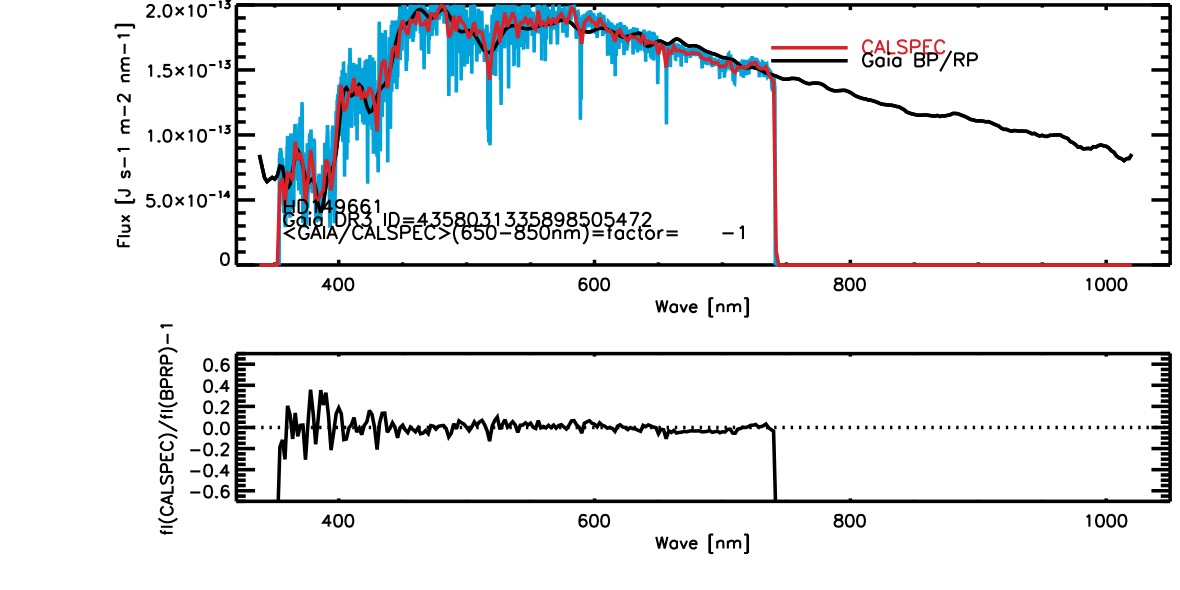 2.0×10−13
1.5×10−13
1.0×10−13
5.0×10−14
0
Flux [J s−1 m−2 nm−1]
CALSPEC
Gaia BP/RP
HD149661
Gaia DR3 ID=4358031335898505472
<GAIA/CALSPEC>(650−850nm)=factor= −1
400 600 800 1000
Wave [nm]
fl(CALSPEC)/fl(BPRP)−1
0.6
0.4
0.2
0.0
−0.2
−0.4
−0.6
400 600 800 1000
Wave [nm]